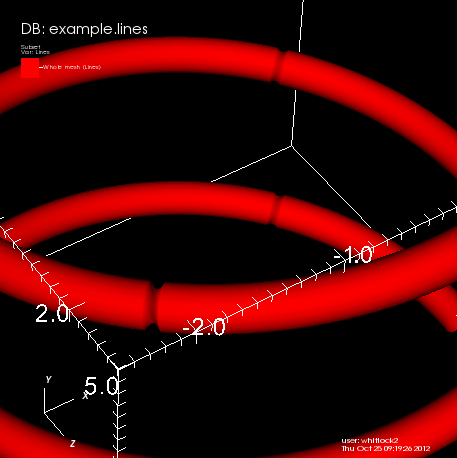 DB: example.lines
Subset
Var: Lines
Whole mesh (Lines)
-1.0
2.0
-2.0
5.0
Y
X
Z
user: whitlock2
Thu Oct 25 09:19:26 2012